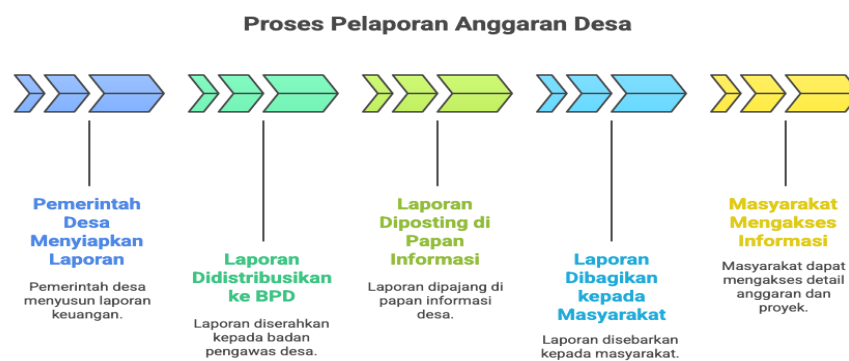 Proses Pelaporan Anggaran Desa
Pemerintah
Desa
Menyiapkan
Laporan
Pemerintah desa
menyusun laporan
keuangan.
Laporan
Didistribusikan
ke BPD
Laporan diserahkan
kepada badan
pengawas desa.
Laporan
Diposting di
Papan
Informasi
Laporan dipajang di
papan informasi
desa.
Laporan
Dibagikan
kepada
Masyarakat
Laporan disebarkan
kepada masyarakat.
Masyarakat
Mengakses
Informasi
Masyarakat dapat
mengakses detail
anggaran dan
proyek.